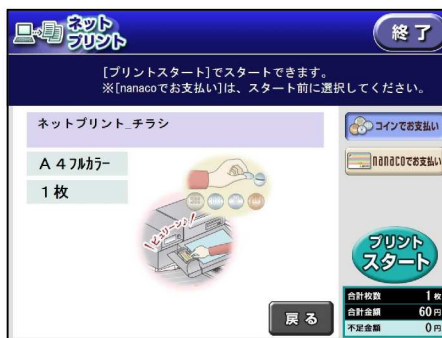 ネット
プリント
終了
[プリントスタート]でスタートできます。
※[nanacoでお支払い]は、スタート前に選択してください。
ネットプリント_チラシ
A4フルカラー
1枚
ピュリーン♪
コインでお支払い
nanacoでお支払い
プリント
スタート
戻る
合計枚数 1枚
合計金額 60円
不足金額 0円